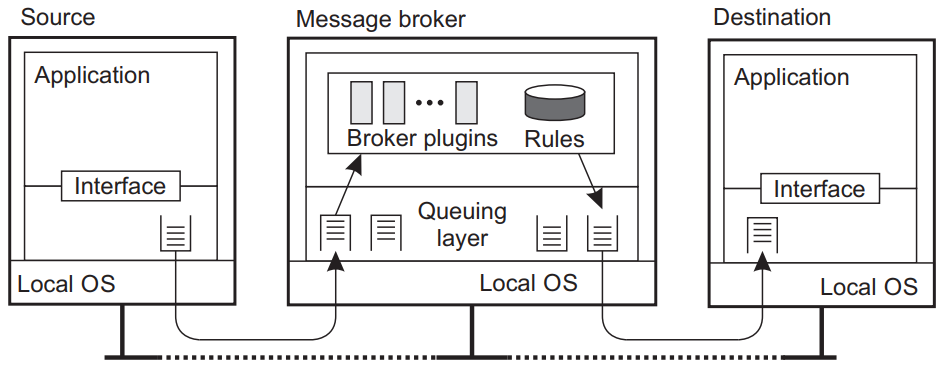 Source
Message broker
Destination
Application
Application
Broker plugins
Rules
Interface
Interface
Queuing
layer
Local OS
Local OS
Local OS